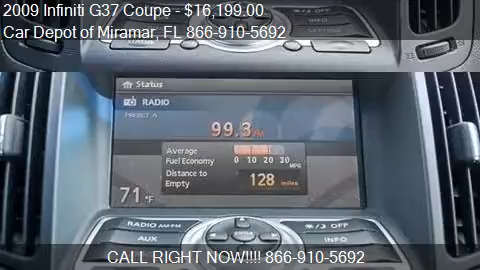 2009 Infiniti G37 Coupe - $16,199.00
Car Depot of Miramar, FL 866-910-5692
STATUS
Status
RADIO
PRESET A
99.3 FM
Average
Fuel Economy 0 10 20 30 MPG
Distance to
Empty 128 miles
71 °F
RADIO AM·FM
AUX
ENTER
OFF
INFO
CALL RIGHT NOW!!!! 866-910-5692